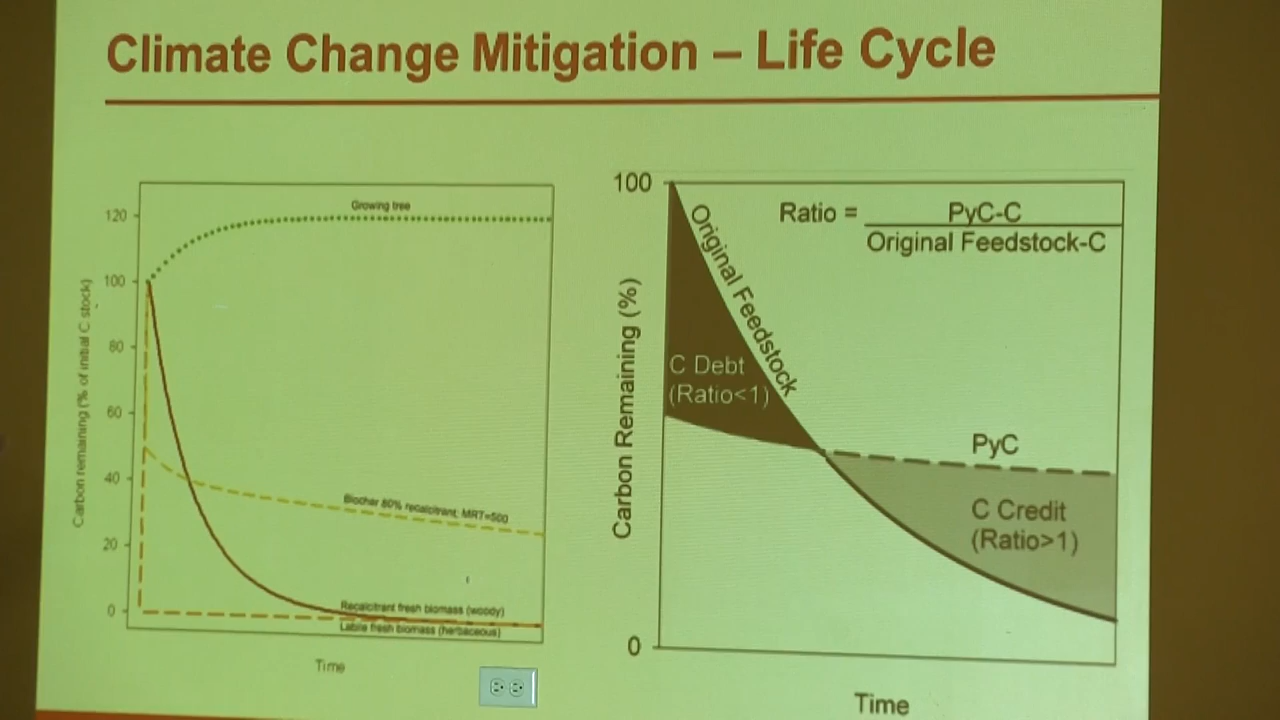 Climate Change Mitigation – Life Cycle
Carbon remaining (% of initial C stock)
120
100
80
60
40
20
0
Growing tree
Biochar 80% recalcitrant; MRT=500
Recalcitrant fresh biomass (woody)
Labile fresh biomass (herbaceous)
Time
Carbon Remaining (%)
100
0
Ratio = PyC-C
Original Feedstock-C
Original Feedstock
C Debt
(Ratio<1)
PyC
C Credit
(Ratio>1)
Time